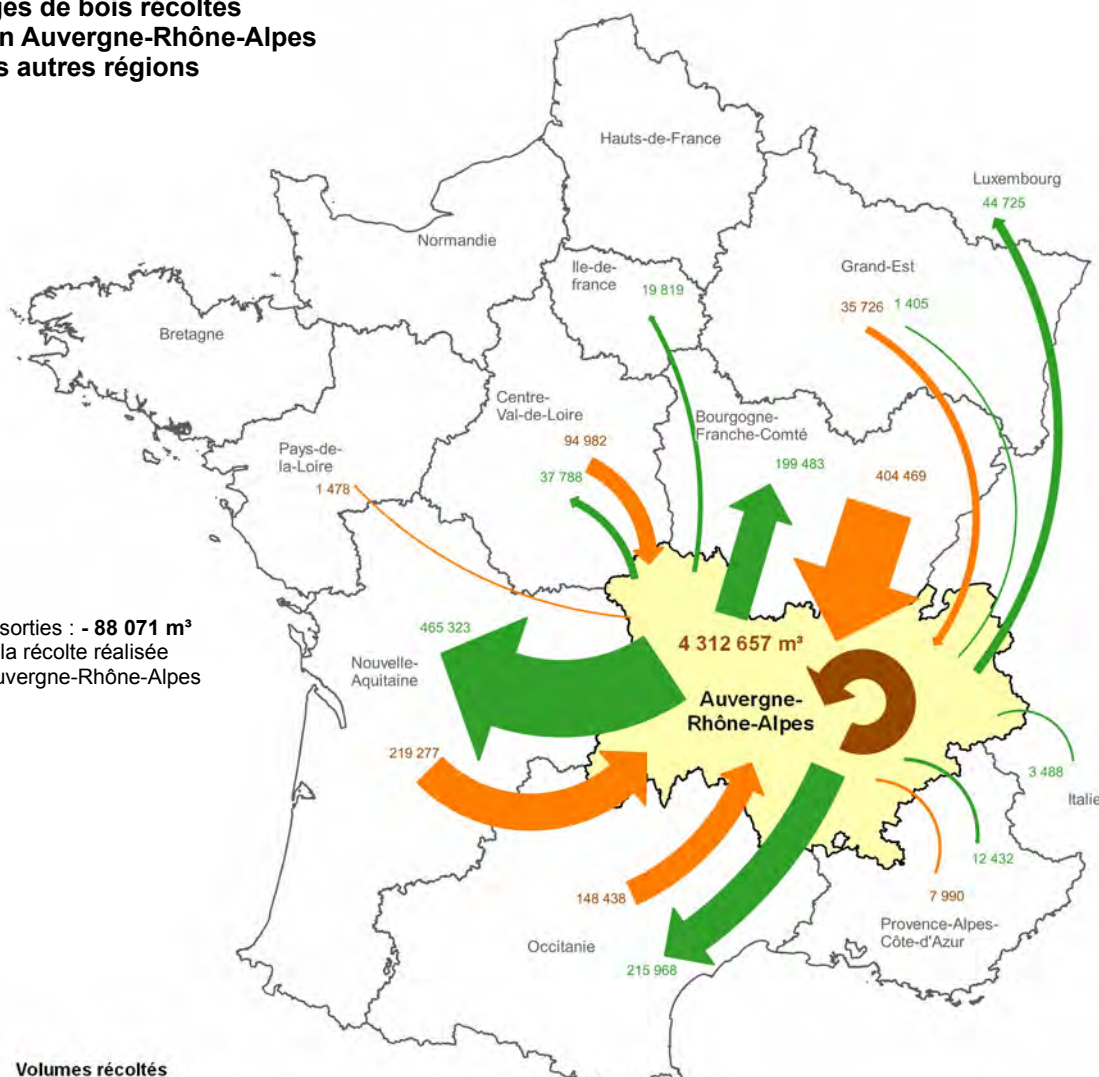 ges de bois récoltés
n Auvergne-Rhône-Alpes
s autres régions
Hauts-de-France
Luxembourg
44 725
Normandie
Ile-de-
france
19 819
Grand-Est
35 726
1 405
Bretagne
Centre-
Val-de-Loire
94 982
37 788
Bourgogne-
Franche-Comté
199 483
404 469
Pays-de-
la-Loire
1 478
sorties : - 88 071 m³
la récolte réalisée
uvergne-Rhône-Alpes
465 323
Nouvelle-
Aquitaine
219 277
4 312 657 m³
Auvergne-
Rhône-Alpes
3 488
Italie
12 432
7 990
Provence-Alpes-
Côte-d'Azur
148 438
Occitanie
215 968
Volumes récoltés